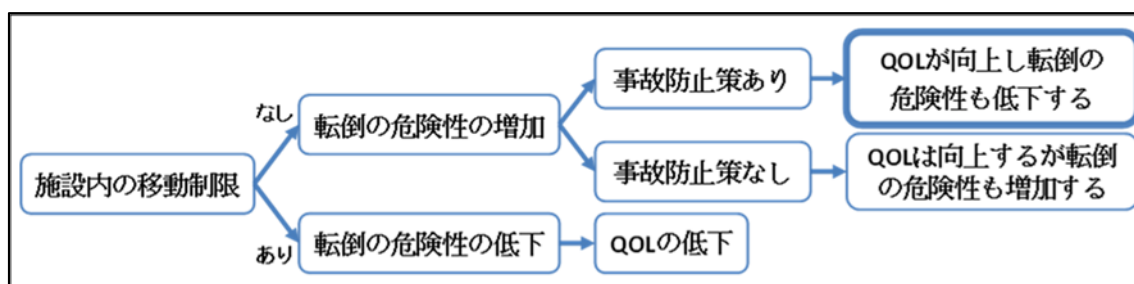 施設内の移動制限
なし
あり
転倒の危険性の増加
転倒の危険性の低下
事故防止策あり
事故防止策なし
QOLの低下
QOLが向上し転倒の
危険性も低下する
QOLは向上するが転倒
の危険性も増加する